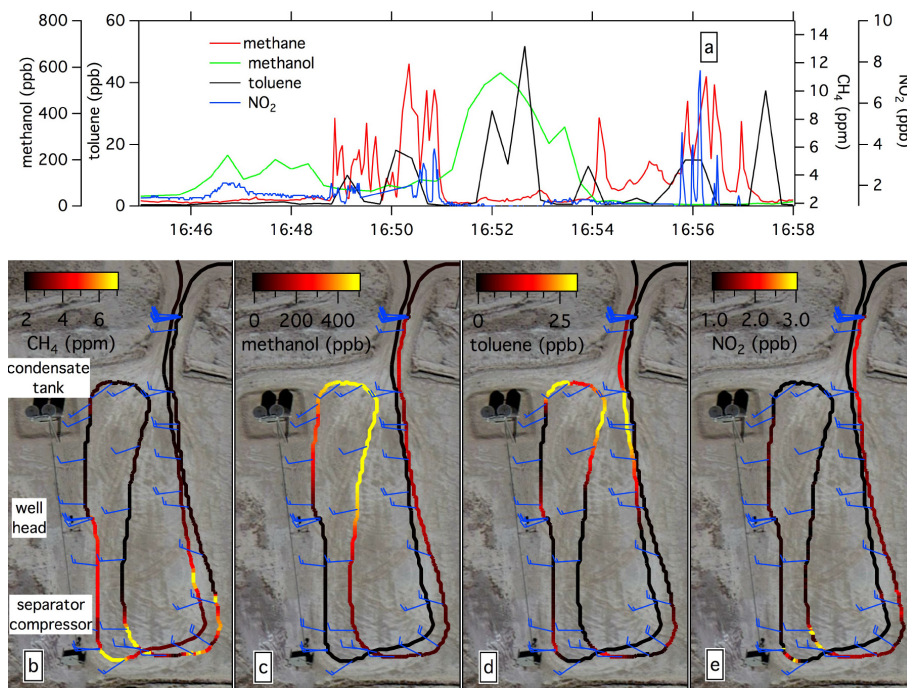 800
600
400
200
0
methanol (ppb)
60
40
20
0
toluene (ppb)
methane
methanol
toluene
NO2
a
14
12
10
8
6
4
2
CH4 (ppm)
10
8
6
4
2
NO2 (ppb)
16:46 16:48 16:50 16:52 16:54 16:56 16:58
2 4 6
CH4 (ppm)
condensate
tank
well
head
separator
compressor
b
0 200 400
methanol (ppb)
c
0 25
toluene (ppb)
d
1.0 2.0 3.0
NO2 (ppb)
e